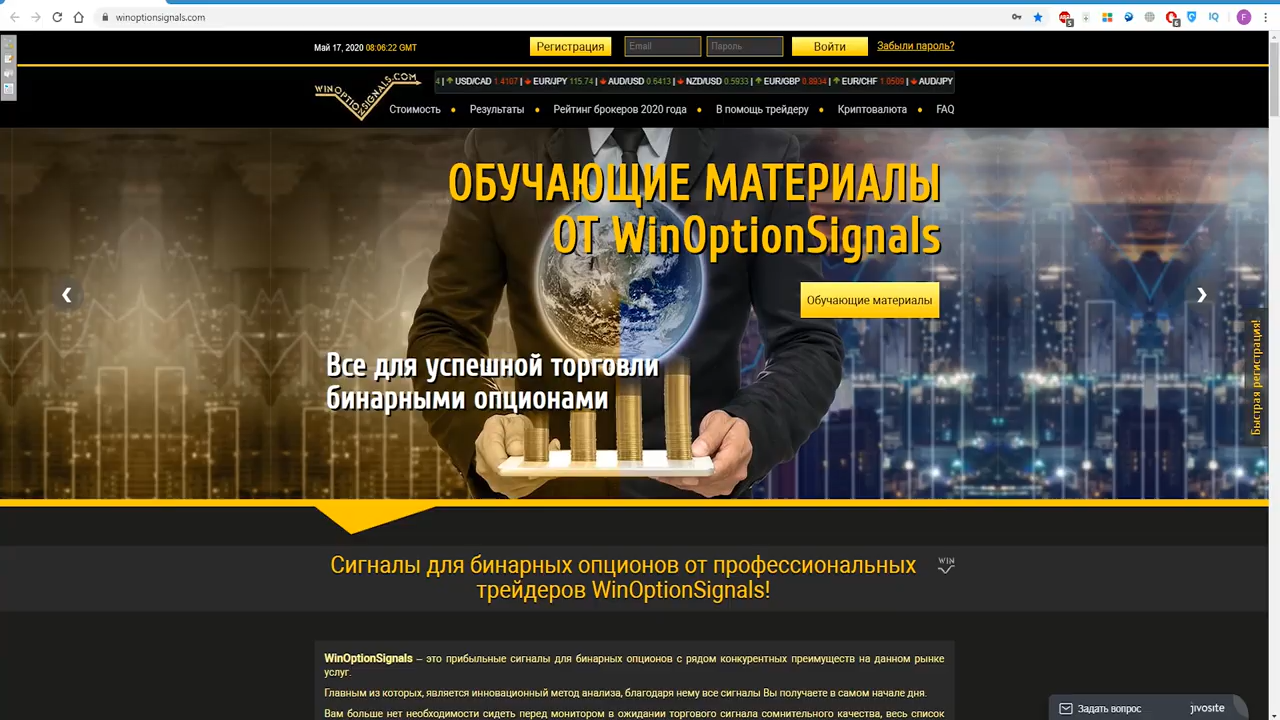 winoptionsignals.com
Май 17, 2020 08:06:22 GMT
Регистрация
Email
Пароль
Войти
Забыли пароль?
WINOPTIONSIGNALS.COM
4 | USD/CAD 1.4107 | EUR/JPY 115.74 | AUD/USD 0.6413 | NZD/USD 0.5933 | EUR/GBP 0.8934 | EUR/CHF 1.0509 | AUD/JPY
Стоимость • Результаты • Рейтинг брокеров 2020 года • В помощь трейдеру • Криптовалюта • FAQ
ОБУЧАЮЩИЕ МАТЕРИАЛЫ
ОТ WinOptionSignals
Обучающие материалы
Все для успешной торговли
бинарными опционами
Быстрая регистрация!
Сигналы для бинарных опционов от профессиональных
трейдеров WinOptionSignals!
WIN
WinOptionSignals – это прибыльные сигналы для бинарных опционов с рядом конкурентных преимуществ на данном рынке
услуг.
Главным из которых, является инновационный метод анализа, благодаря нему все сигналы Вы получаете в самом начале дня.
Вам больше нет необходимости сидеть перед монитором в ожидании торгового сигнала сомнительного качества, весь список
Задать вопрос
jivosite